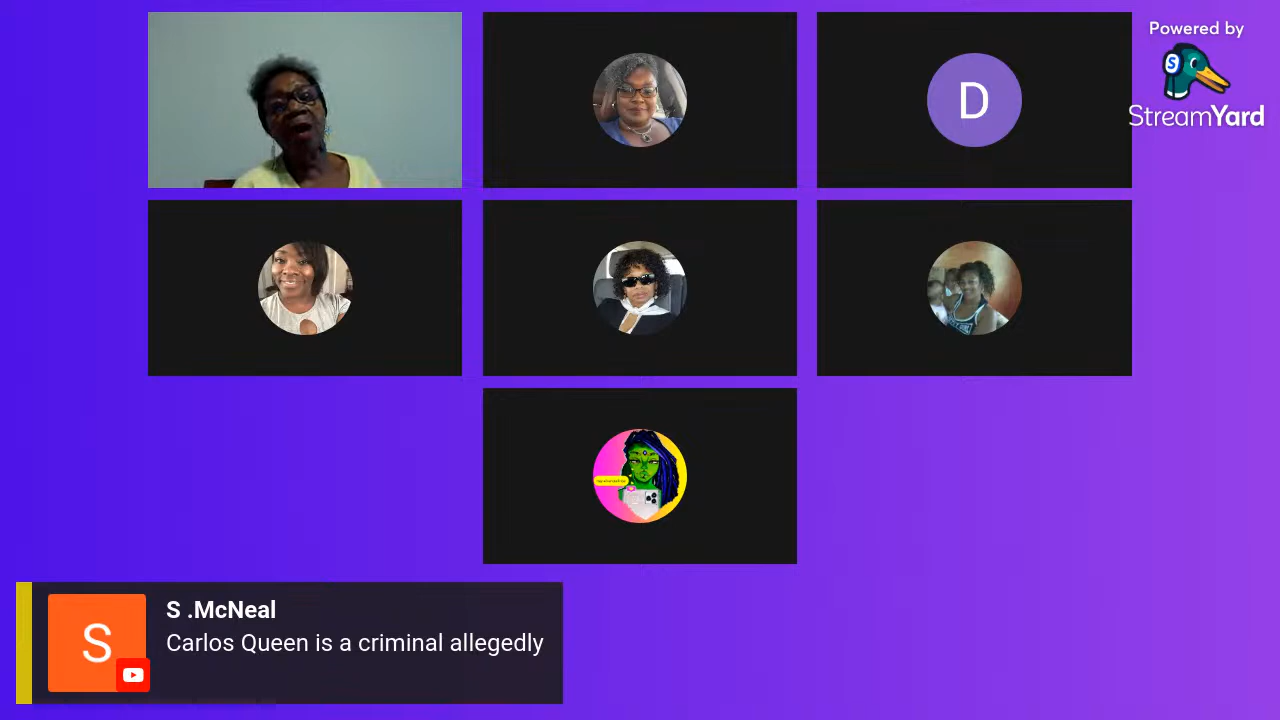 Powered by
StreamYard
D
S .McNeal
S
Carlos Queen is a criminal allegedly